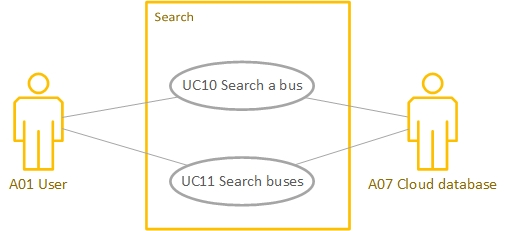 Search
UC10 Search a bus
A01 User
UC11 Search buses
A07 Cloud database